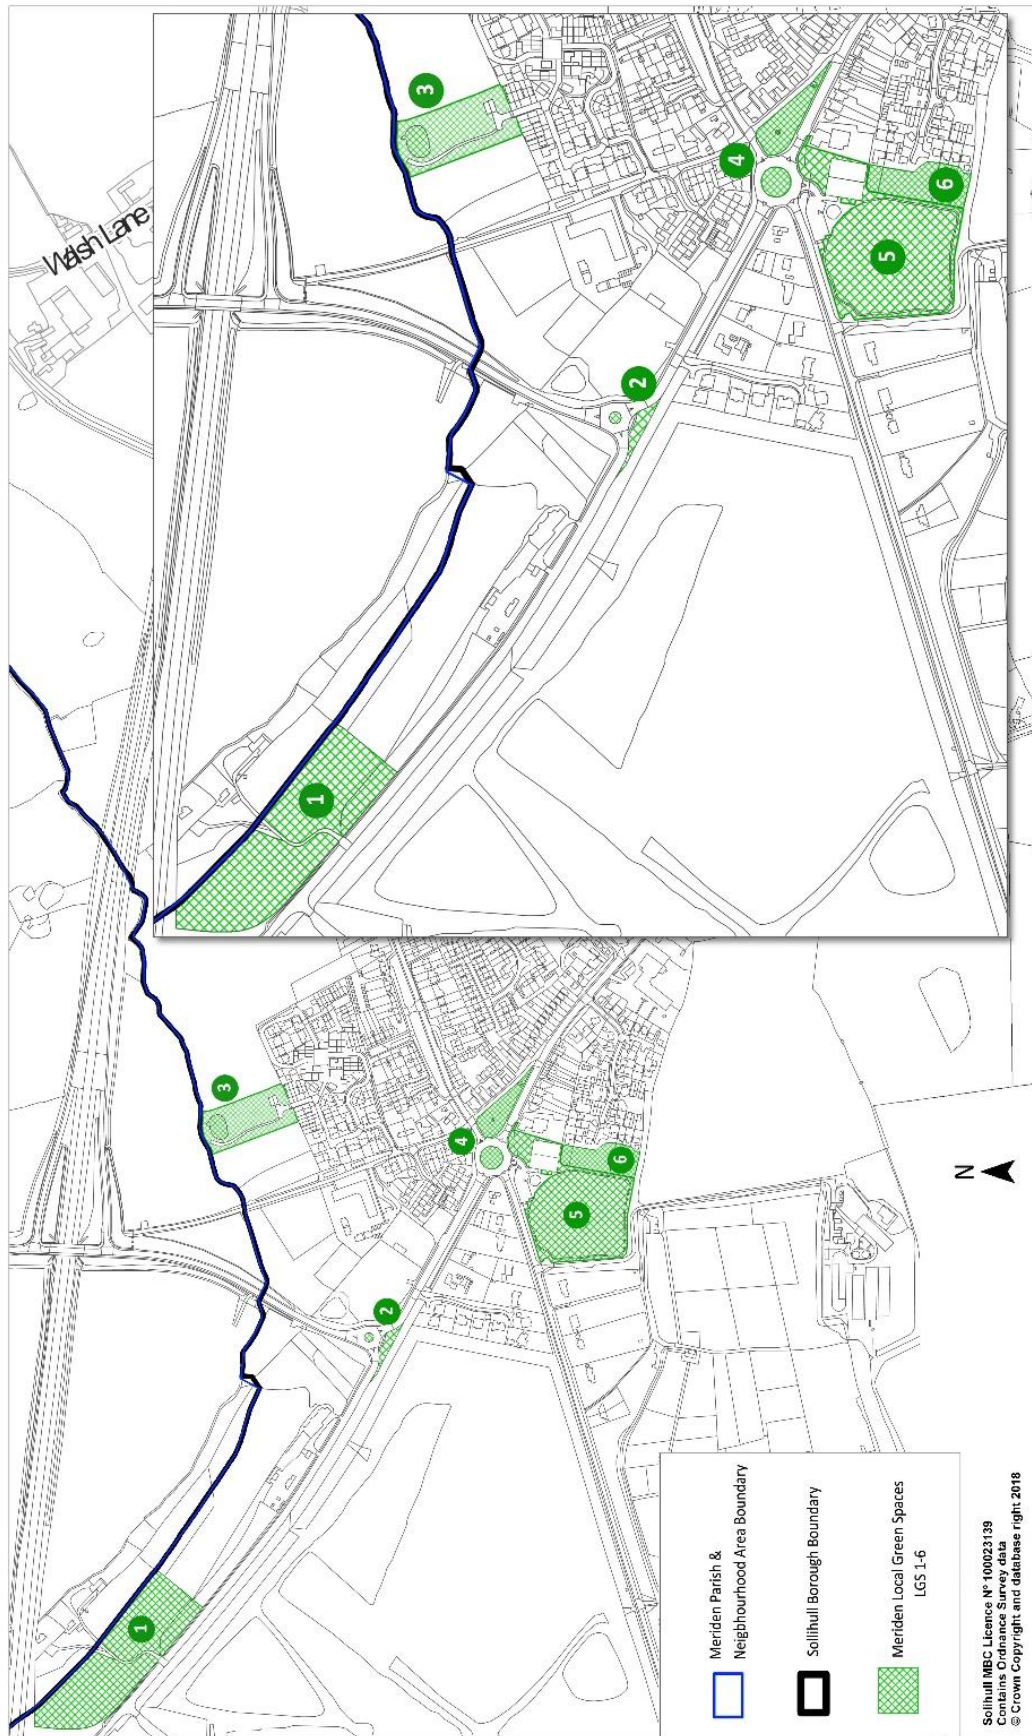 Walsh Lane
3
4
6
5
2
1
3
4
6
5
2
1
N
Meriden Parish &
Neighbourhood Area Boundary
Sollihull Borough Boundary
Meriden Local Green Spaces
LGS 1-6
Solihull MBC Licence Nº 100023139
Contains Ordnance Survey data
© Crown Copyright and database right 2018